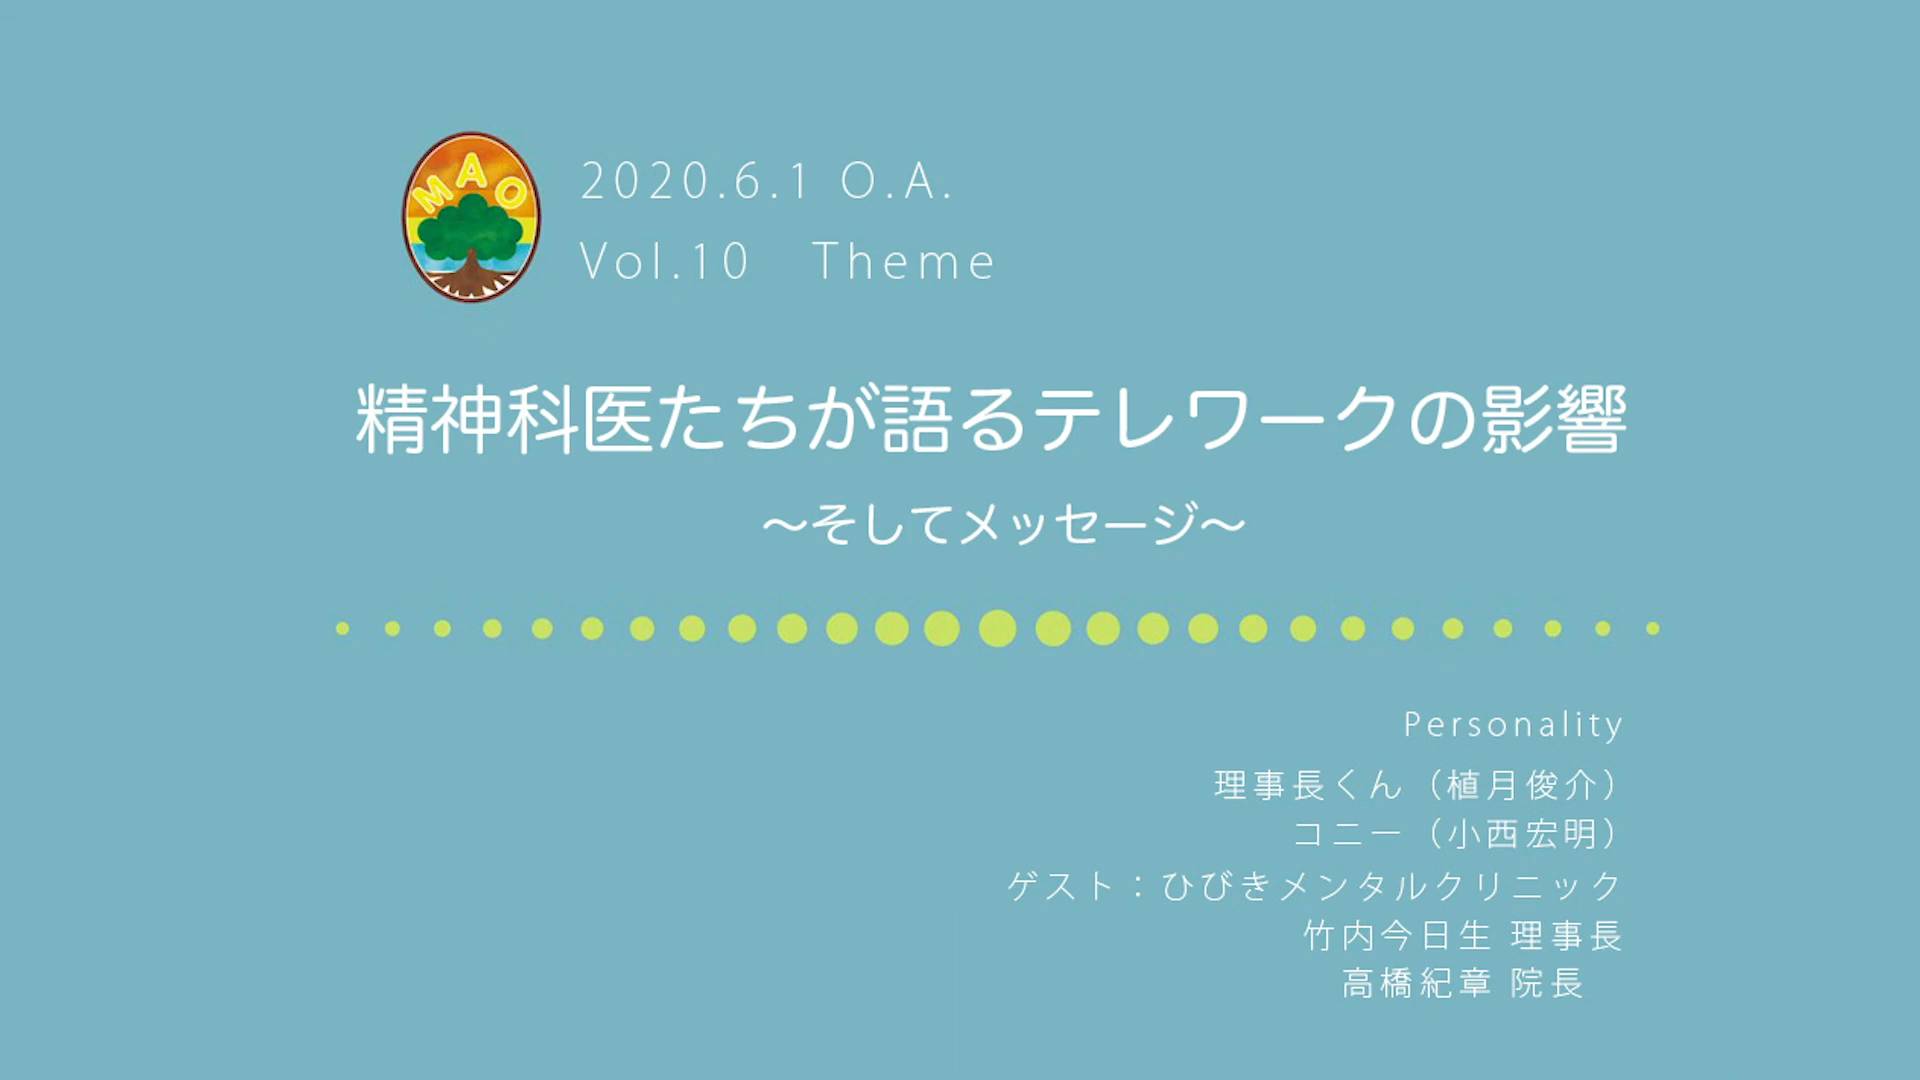 MAO
2020.6.1 O.A.
Vol.10　Theme
精神科医たちが語るテレワークの影響
～そしてメッセージ～
Personality
理事長くん（植月俊介）
コニー（小西宏明）
ゲスト：ひびきメンタルクリニック
竹内今日生 理事長
高橋紀章 院長